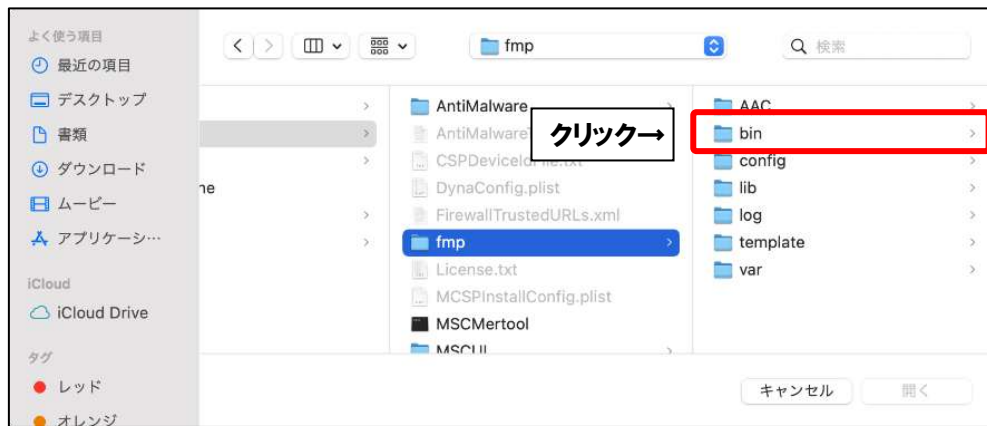 よく使う項目
最近の項目
デスクトップ
書類
ダウンロード
ムービー
アプリケーシ…
iCloud
iCloud Drive
タグ
レッド
オレンジ
fmp
検索
ne
AntiMalware
AntiMalware
CSPDeviceIdFile.txt
DynaConfig.plist
FirewallTrustedURLs.xml
fmp
License.txt
MCSPInstallConfig.plist
MSCMertool
MSCUI
クリック→
AAC
bin
config
lib
log
template
var
キャンセル
開く